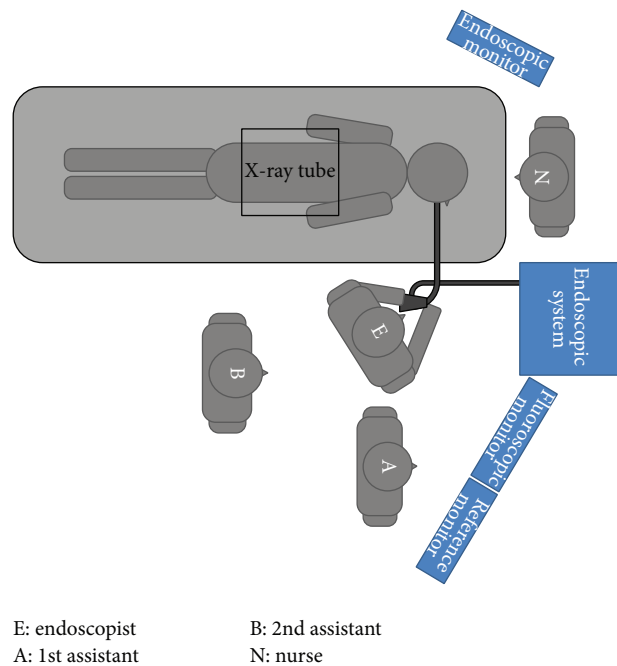 Endoscopic
monitor
X-ray tube
N
Endoscopic
system
E
B
Fluoroscopic
monitor
A
Reference
monitor
E: endoscopist
A: 1st assistant
B: 2nd assistant
N: nurse